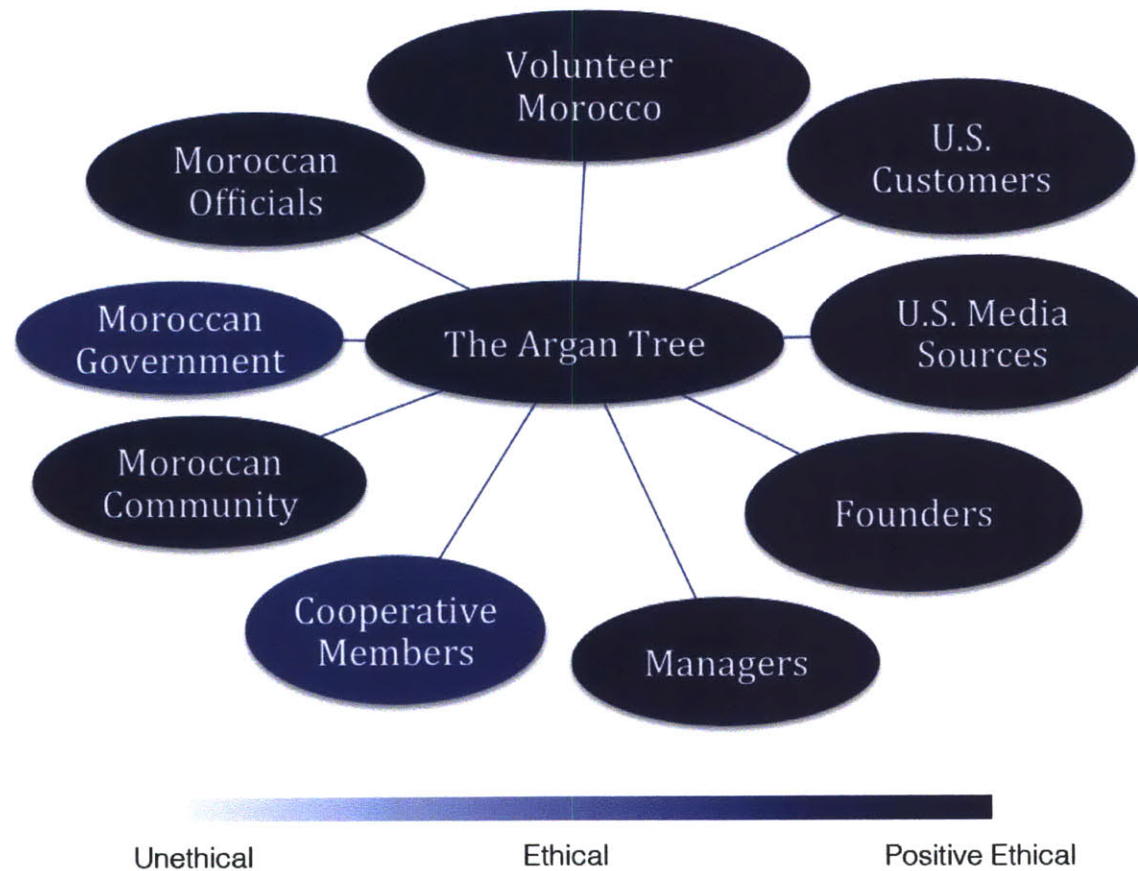 Volunteer
Morocco
U.S.
Customers
Moroccan
Officials
U.S. Media
Sources
Moroccan
Government
The Argan Tree
Moroccan
Community
Founders
Cooperative
Members
Managers
Unethical
Ethical
Positive Ethical